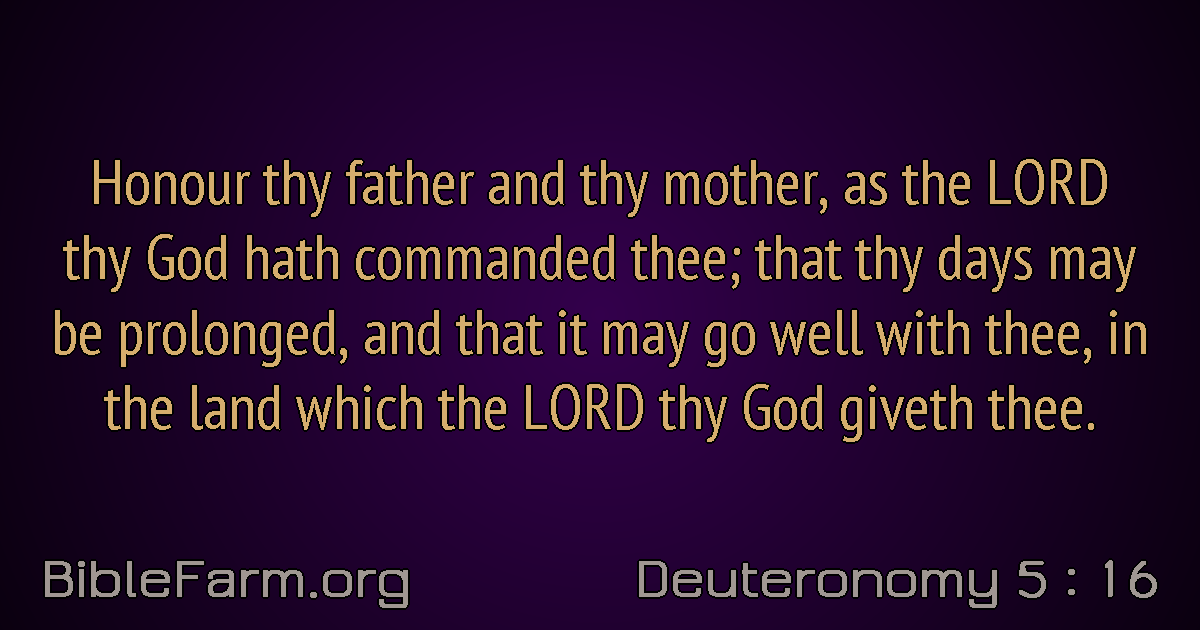 Honour thy father and thy mother, as the LORD
thy God hath commanded thee; that thy days may
be prolonged, and that it may go well with thee, in
the land which the LORD thy God giveth thee.
BibleFarm.org
Deuteronomy 5 : 16